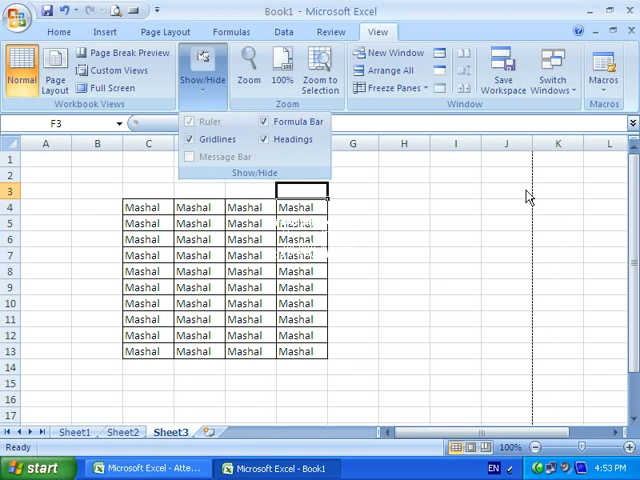 Book1 - Microsoft Excel
Home Insert Page Layout Formulas Data Review View
Normal
Page Layout
Page Break Preview
Custom Views
Full Screen
Workbook Views
Show/Hide
Zoom
100%
Zoom to Selection
Zoom
New Window
Arrange All
Freeze Panes
Save Workspace
Switch Windows
Window
Macros
Macros
Ruler Formula Bar
Gridlines Headings
Message Bar
Show/Hide
F3
A B C D G H I J K L
1
2
3
4 Mashal Mashal Mashal Mashal
5 Mashal Mashal Mashal Mashal
6 Mashal Mashal Mashal Mashal
7 Mashal Mashal Mashal Mashal
8 Mashal Mashal Mashal Mashal
9 Mashal Mashal Mashal Mashal
10 Mashal Mashal Mashal Mashal
11 Mashal Mashal Mashal Mashal
12 Mashal Mashal Mashal Mashal
13 Mashal Mashal Mashal Mashal
14
15
16
17
Sheet1 Sheet2 Sheet3
Ready 100%
start Microsoft Excel - Atte... Microsoft Excel - Book1 EN 4:53 PM